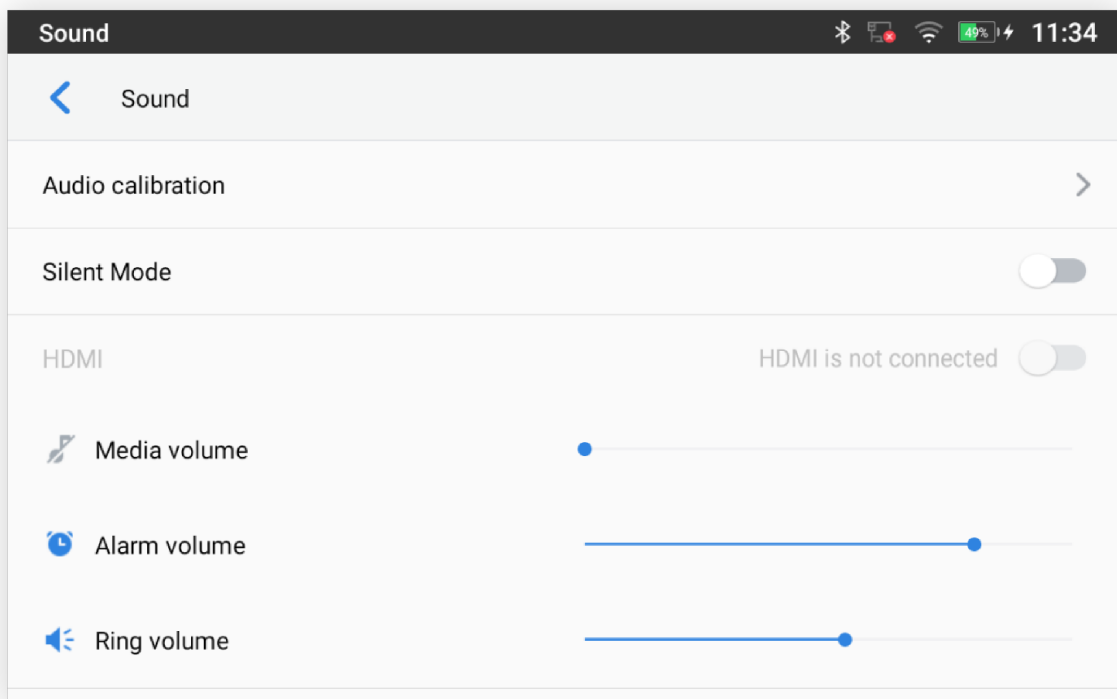 Sound 49% 11:34
Sound
Audio calibration
Silent Mode
HDMI HDMI is not connected
Media volume
Alarm volume
Ring volume